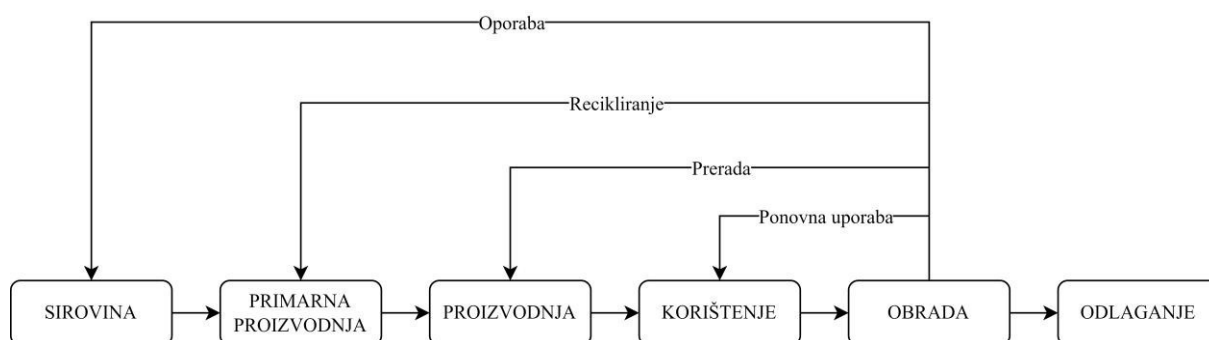 Oporaba
Recikliranje
Prerada
Ponovna uporaba
SIROVINA
PRIMARNA
PROIZVODNJA
PROIZVODNJA
KORIŠTENJE
OBRADA
ODLAGANJE